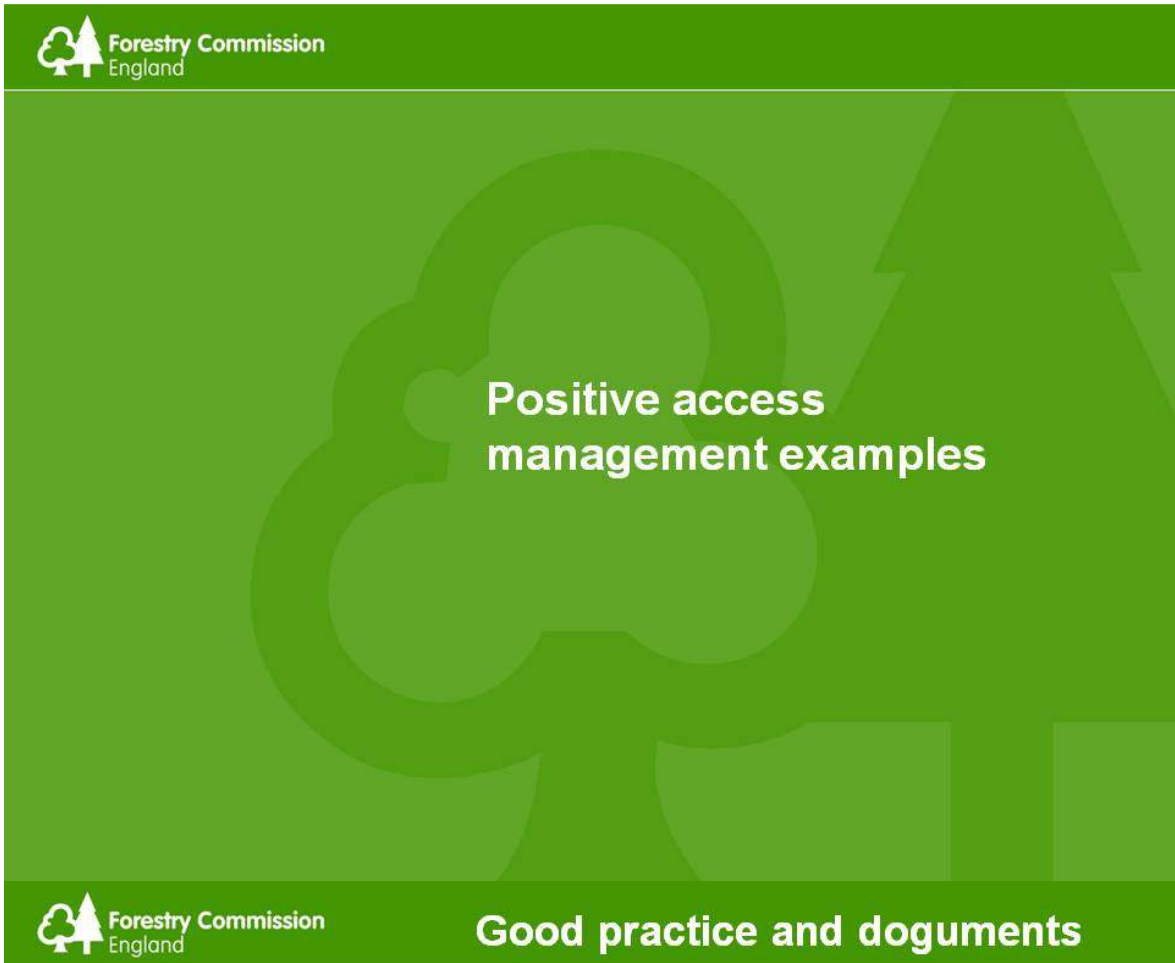 Forestry Commission
England
Positive access
management examples
Forestry Commission
England
Good practice and doguments